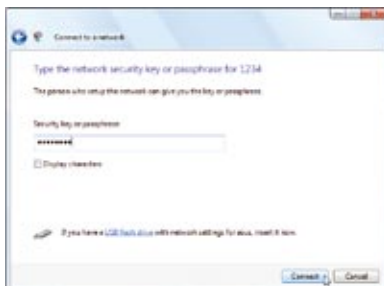 Connect to a network
Type the network security key or passphrase for 1234
The person who setup the network can give you the key or passphrase.
Security key or passphrase:
••••••••
Display characters
If you have a USB flash drive with network settings for asus, insert it now.
Connect
Cancel